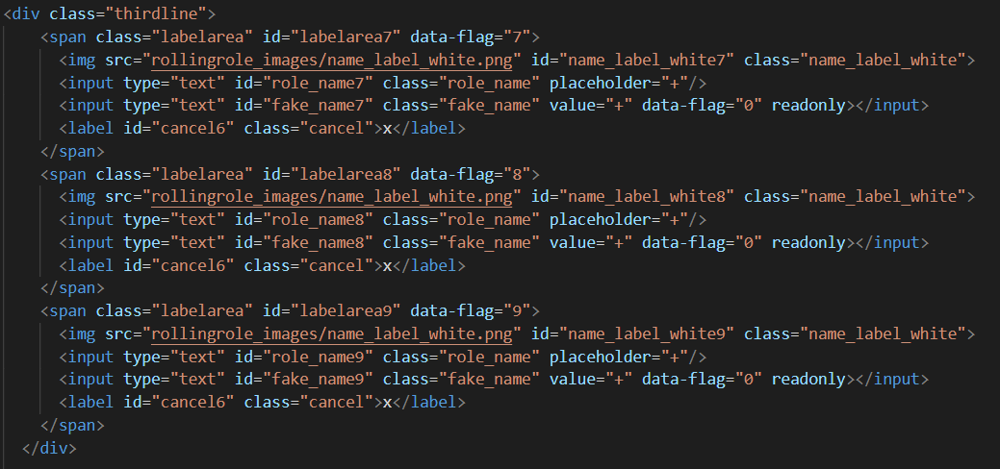 <div class="thirdline">
<span class="labelarea" id="labelarea7" data-flag="7">
<img src="rollingrole_images/name_label_white.png" id="name_label_white7" class="name_label_white">
<input type="text" id="role_name7" class="role_name" placeholder="+"/>
<input type="text" id="fake_name7" class="fake_name" value="+" data-flag="0" readonly></input>
<label id="cancel6" class="cancel">x</label>
</span>
<span class="labelarea" id="labelarea8" data-flag="8">
<img src="rollingrole_images/name_label_white.png" id="name_label_white8" class="name_label_white">
<input type="text" id="role_name8" class="role_name" placeholder="+"/>
<input type="text" id="fake_name8" class="fake_name" value="+" data-flag="0" readonly></input>
<label id="cancel6" class="cancel">x</label>
</span>
<span class="labelarea" id="labelarea9" data-flag="9">
<img src="rollingrole_images/name_label_white.png" id="name_label_white9" class="name_label_white">
<input type="text" id="role_name9" class="role_name" placeholder="+"/>
<input type="text" id="fake_name9" class="fake_name" value="+" data-flag="0" readonly></input>
<label id="cancel6" class="cancel">x</label>
</span>
</div>